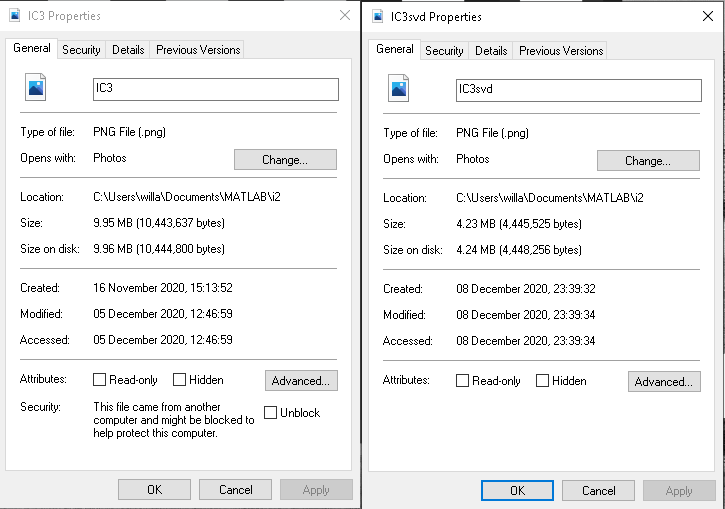 IC3 Properties
General Security Details Previous Versions
IC3
Type of file: PNG File (.png)
Opens with: Photos Change...
Location: C:\Users\willa\Documents\MATLAB\i2
Size: 9.95 MB (10,443,637 bytes)
Size on disk: 9.96 MB (10,444,800 bytes)
Created: 16 November 2020, 15:13:52
Modified: 05 December 2020, 12:46:59
Accessed: 05 December 2020, 12:46:59
Attributes: Read-only Hidden Advanced...
Security: This file came from another
computer and might be blocked to
help protect this computer.
Unblock
OK Cancel Apply
IC3svd Properties
General Security Details Previous Versions
IC3svd
Type of file: PNG File (.png)
Opens with: Photos Change...
Location: C:\Users\willa\Documents\MATLAB\i2
Size: 4.23 MB (4,445,525 bytes)
Size on disk: 4.24 MB (4,448,256 bytes)
Created: 08 December 2020, 23:39:32
Modified: 08 December 2020, 23:39:34
Accessed: 08 December 2020, 23:39:34
Attributes: Read-only Hidden Advanced...
OK Cancel Apply